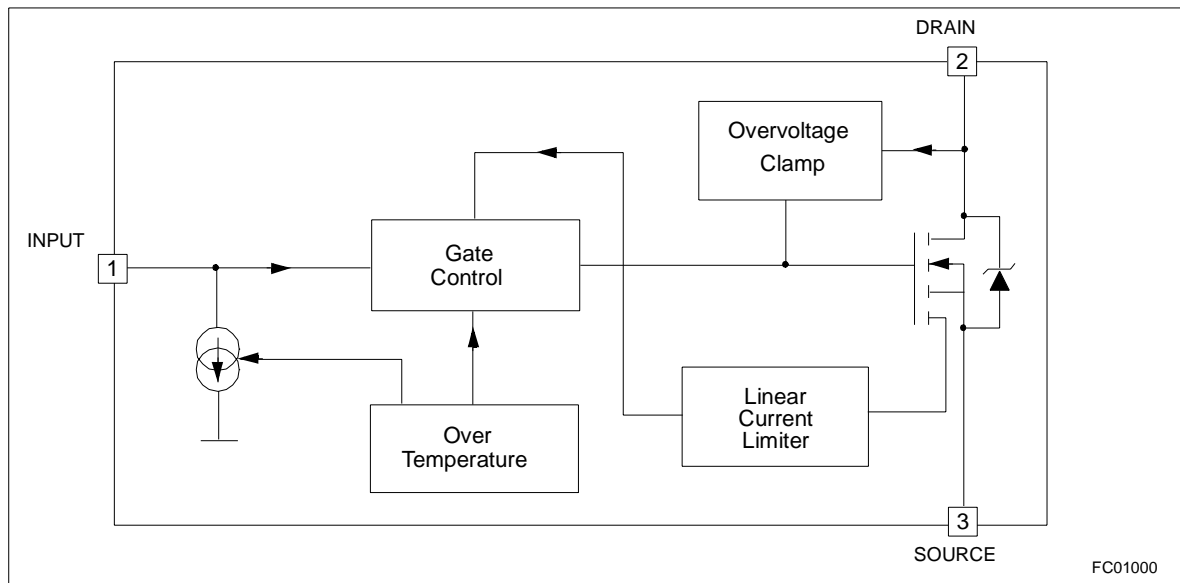 DRAIN
2
Overvoltage
Clamp
INPUT
1
Gate
Control
Linear
Current
Limiter
Over
Temperature
3
SOURCE
FC01000